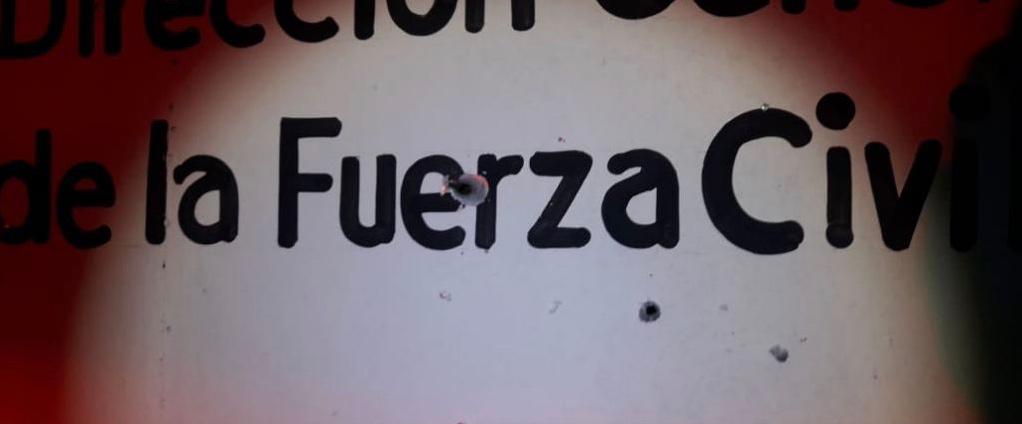 Dirección
de la Fuerza Civi